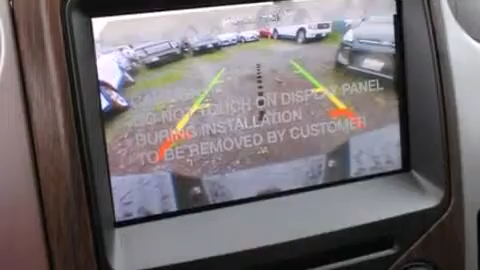 DO NOT TOUCH ON DISPLAY PANEL
DURING INSTALLATION
TO BE REMOVED BY CUSTOMER